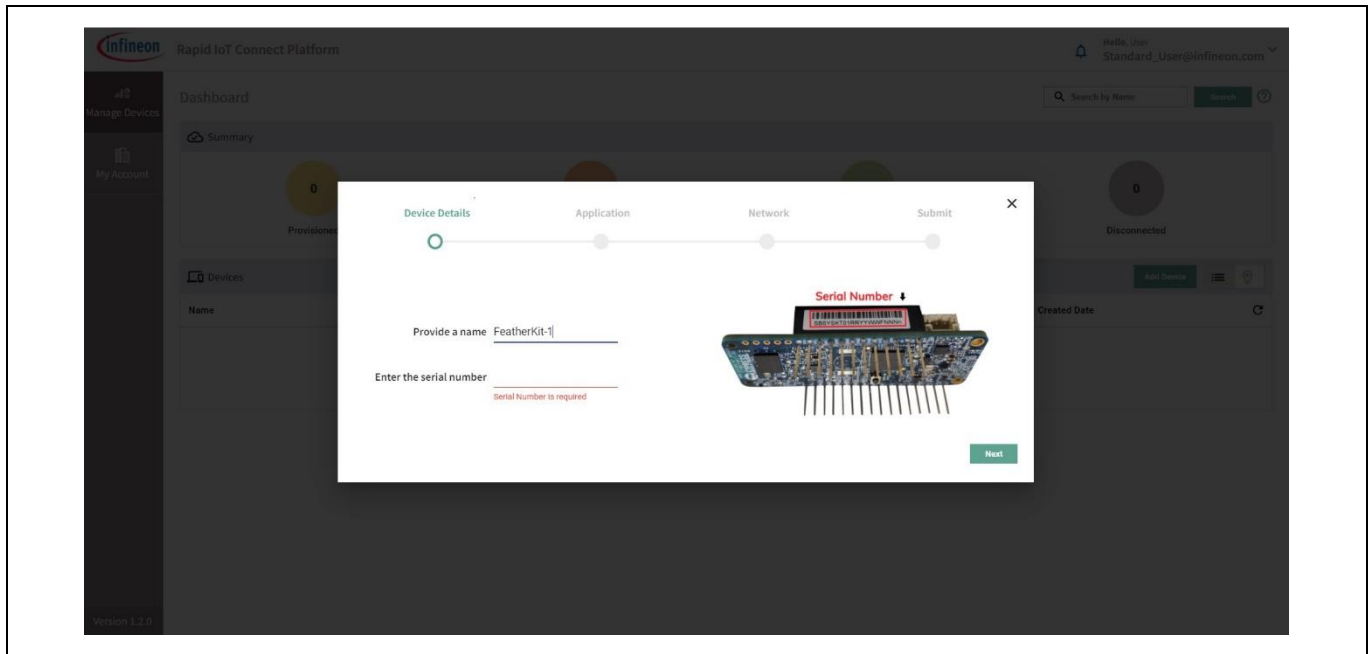 infineon
Rapid IoT Connect Platform
Hello, User
Standard_User@infineon.com
Manage Devices
My Account
Dashboard
Search by Name
Search
Summary
0
Provisioned
0
Disconnected
Device Details
Application
Network
Submit
Devices
Add Device
Name
Created Date
Provide a name FeatherKit-1
Enter the serial number
Serial Number is required
Serial Number
Next
Version 1.2.0